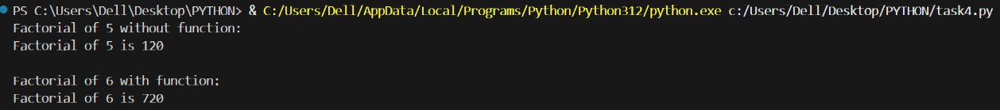 PS C:\Users\Dell\Desktop\PYTHON> & C:/Users/Dell/AppData/Local/Programs/Python/Python312/python.exe c:/Users/Dell/Desktop/PYTHON/task4.py
Factorial of 5 without function:
Factorial of 5 is 120
Factorial of 6 with function:
Factorial of 6 is 720